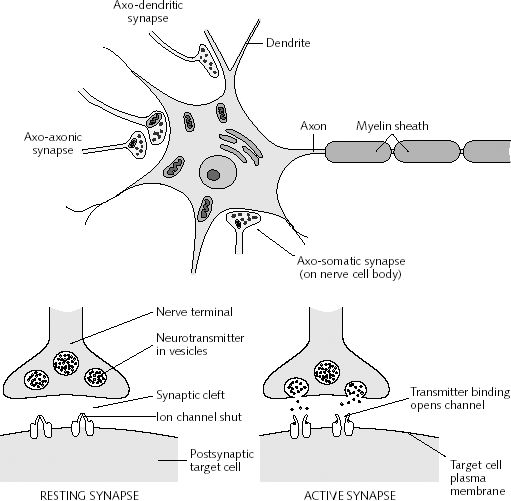 Axo-dendritic
synapse
Dendrite
Axo-axonic
synapse
Axon
Myelin sheath
Axo-somatic synapse
(on nerve cell body)
Nerve terminal
Neurotransmitter
in vesicles
Synaptic cleft
Ion channel shut
Postsynaptic
target cell
RESTING SYNAPSE
Transmitter binding
opens channel
Target cell
plasma
membrane
ACTIVE SYNAPSE